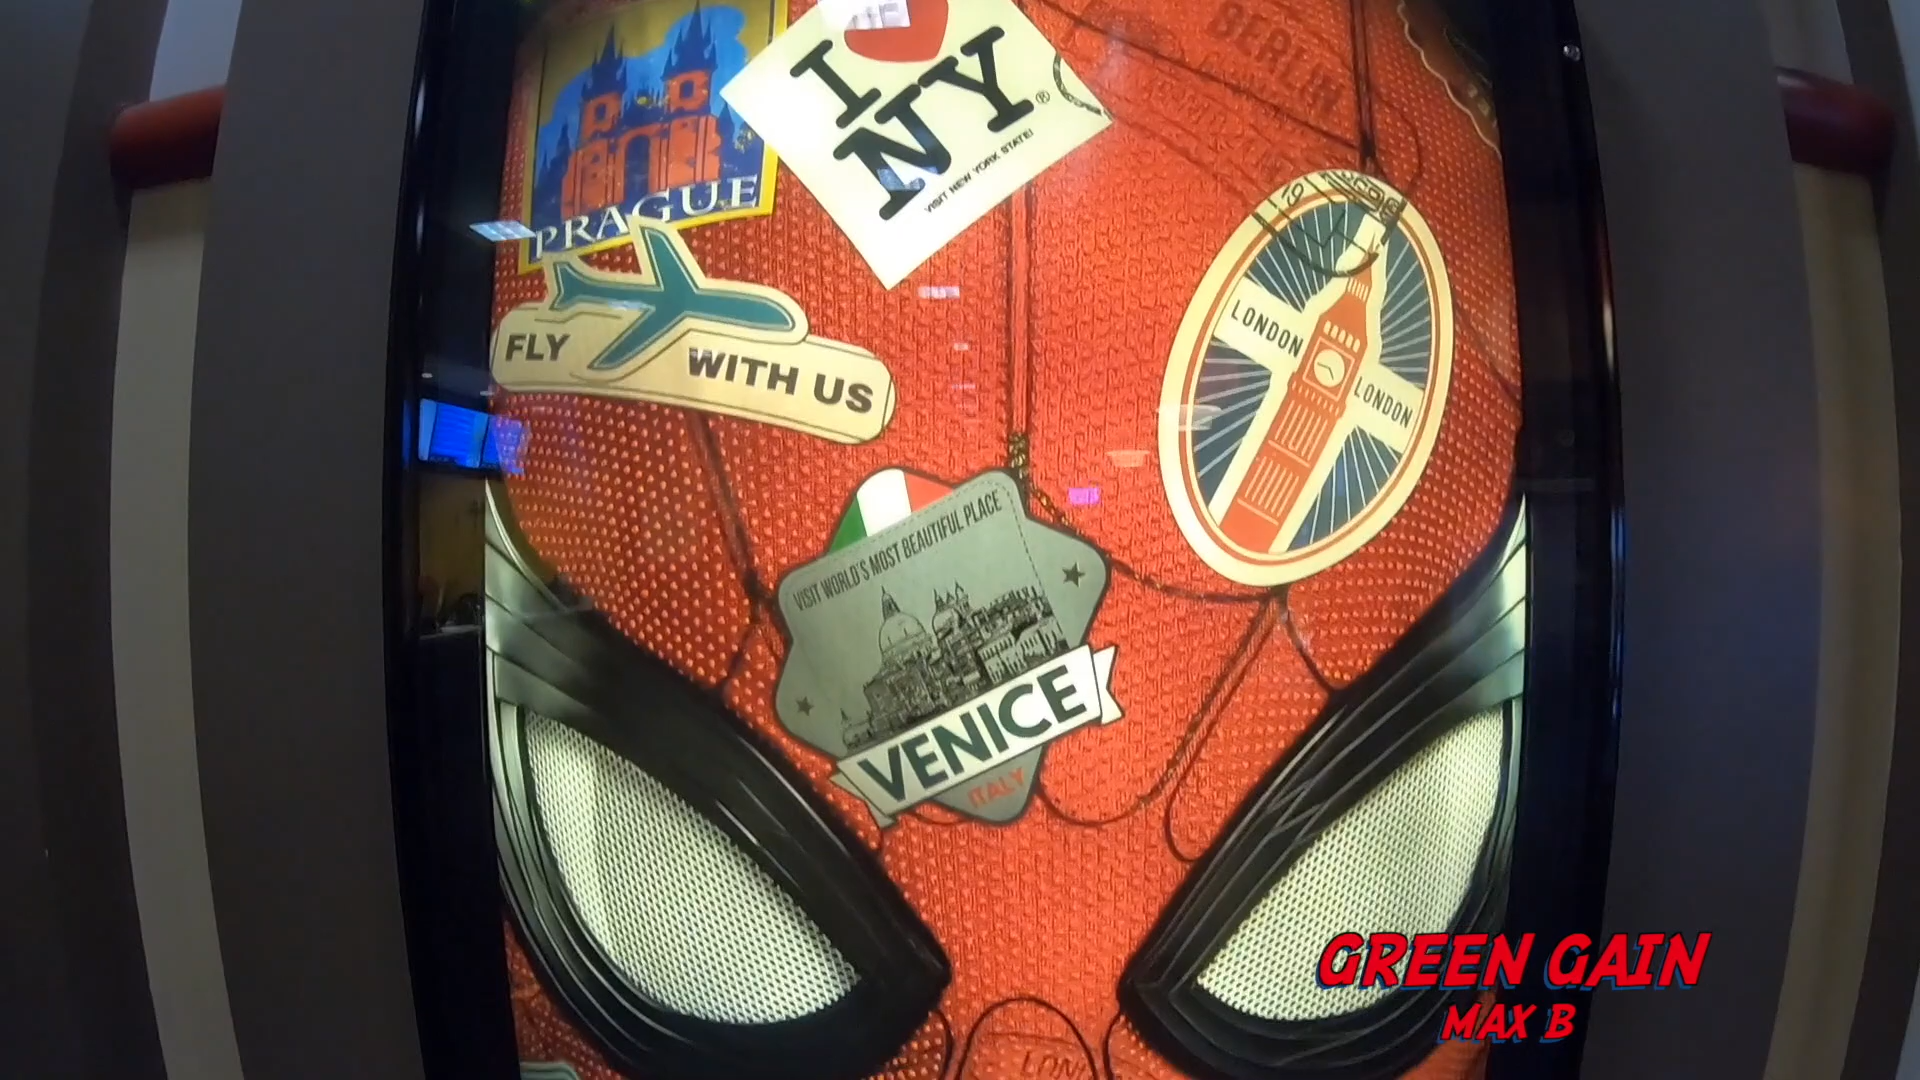 PRAGUE
I
NY®
VISIT NEW YORK STATE!
BERLIN
FLY WITH US
LONDON
LONDON
VISIT WORLD'S MOST BEAUTIFUL PLACE
VENICE
ITALY
GREEN GAIN
MAX B